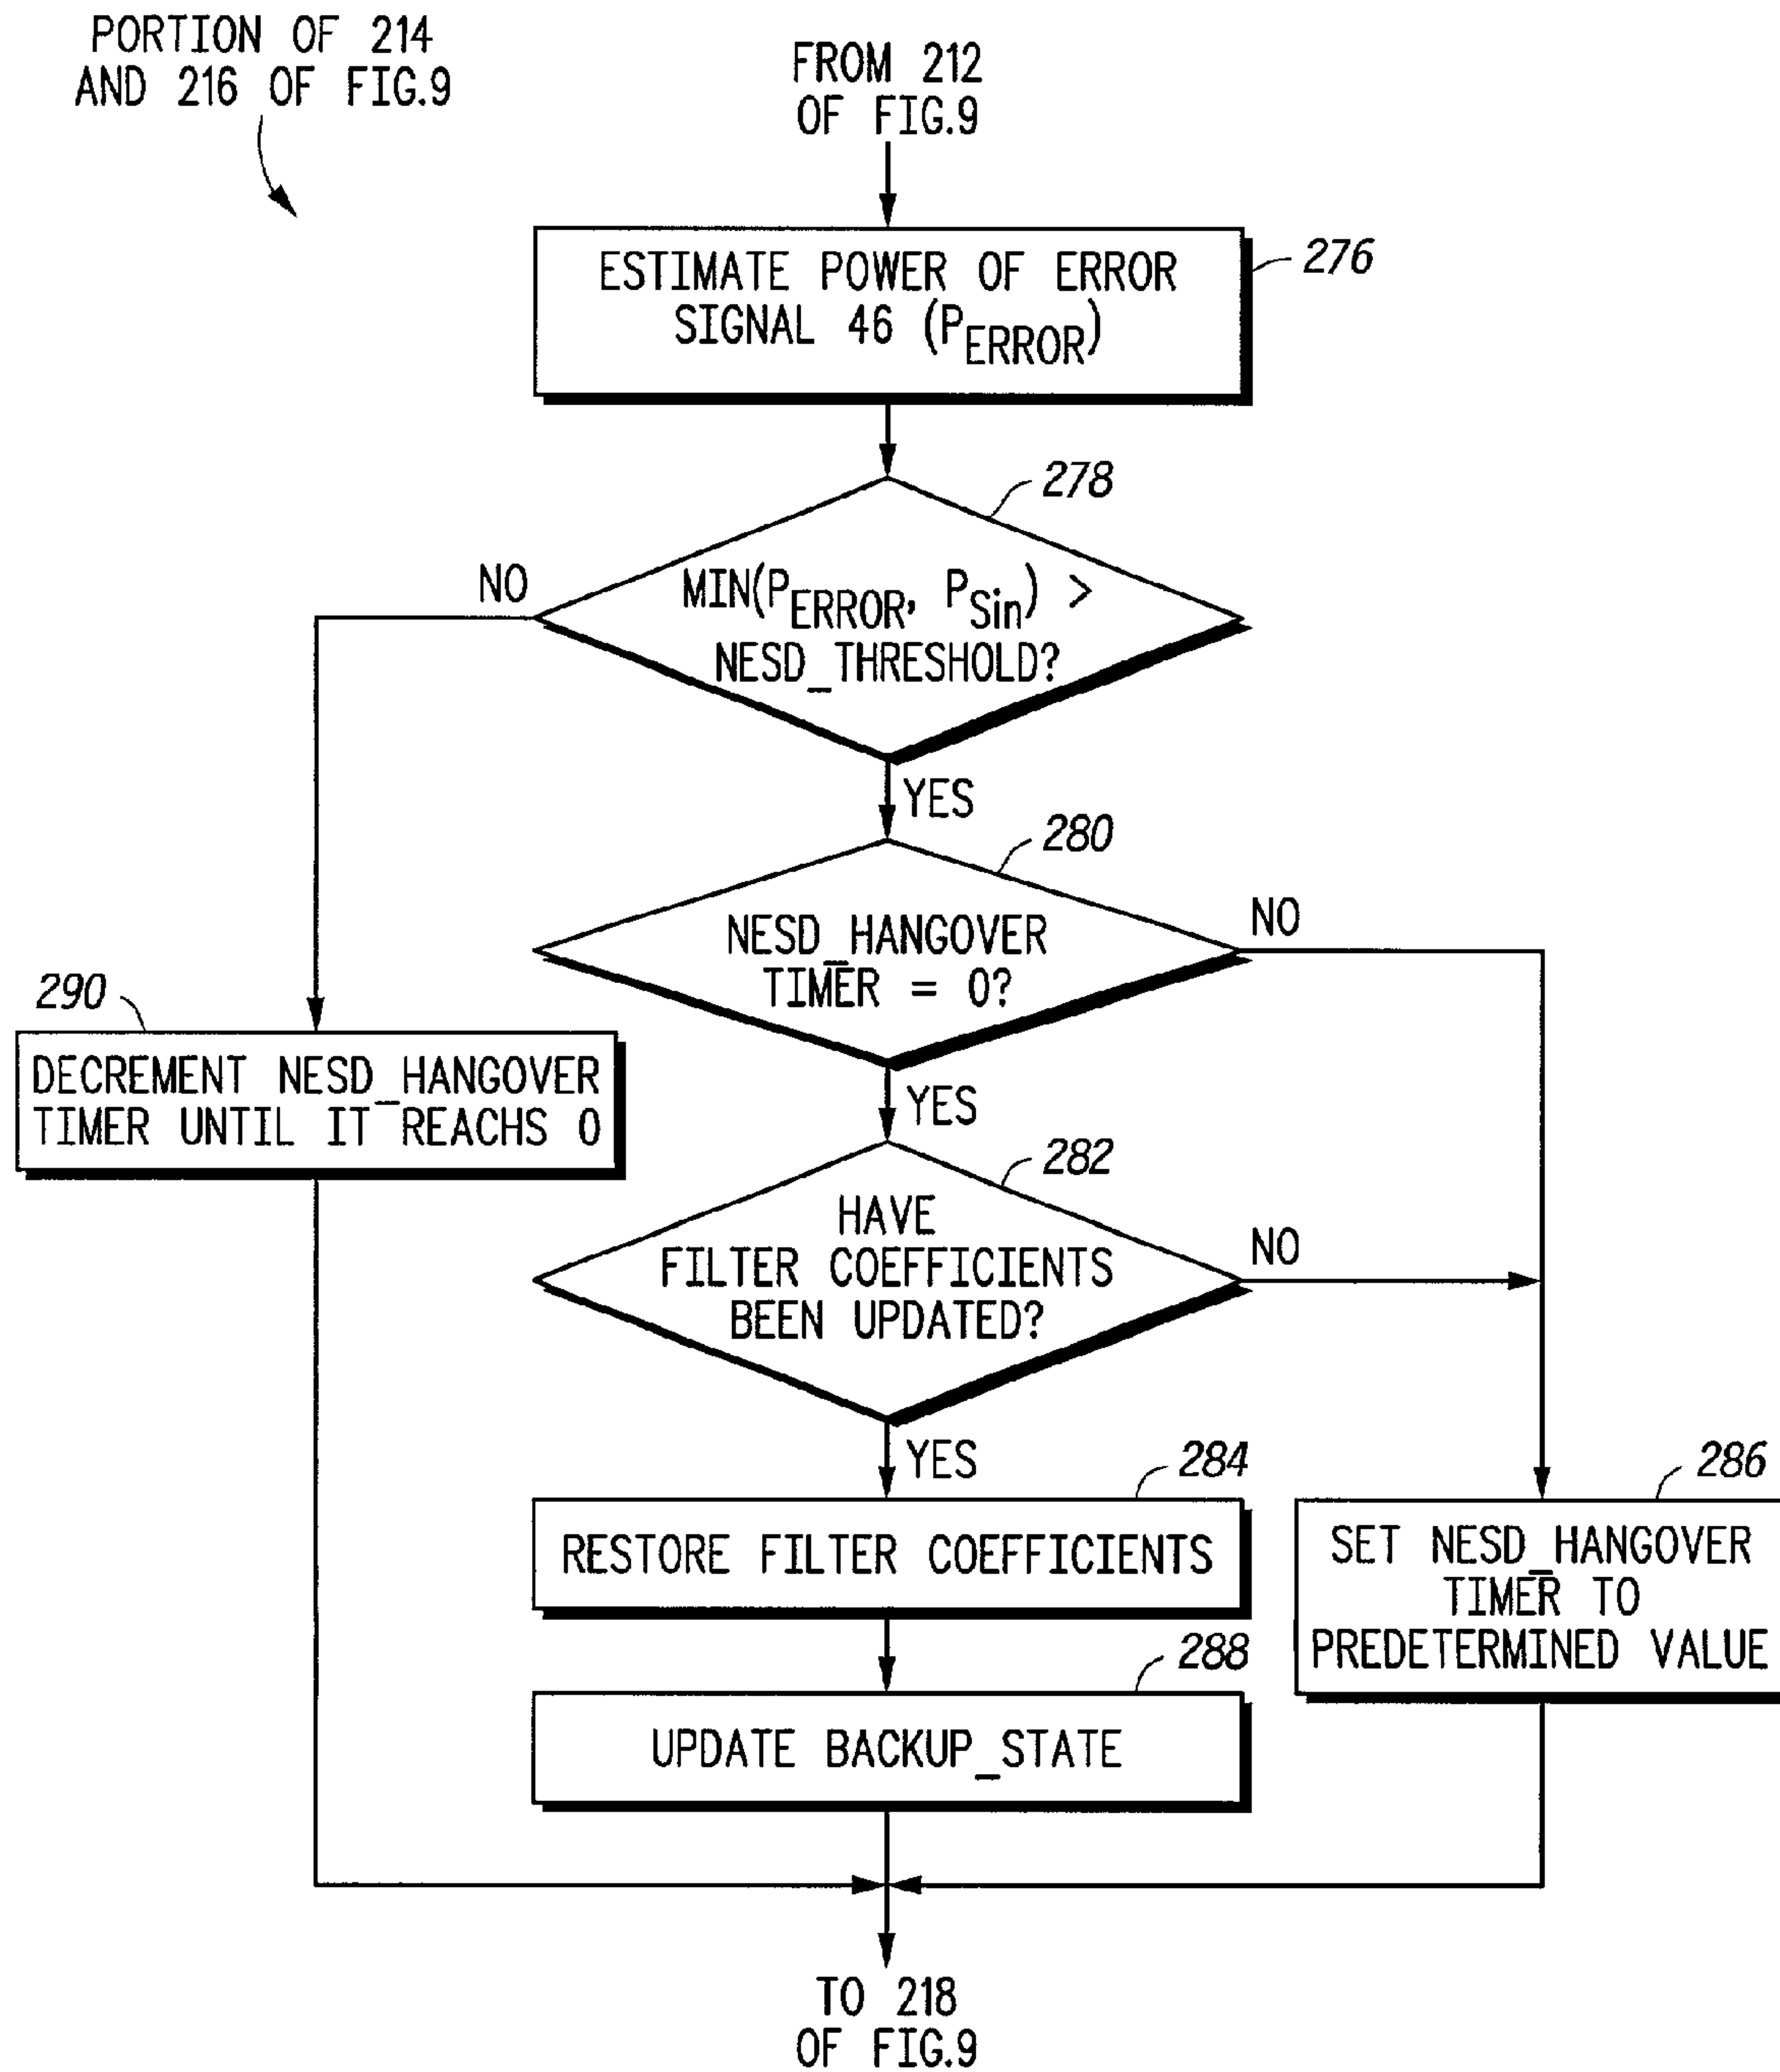 PORTION OF 214
AND 216 OF FIG.9
FROM 212
OF FIG.9
276
ESTIMATE POWER OF ERROR
SIGNAL 46 (PERROR)
278
NO
MIN(PERROR, PSin) >
NESD_THRESHOLD?
YES
280
NESD_HANGOVER
TIMER = 0?
NO
290
DECREMENT NESD_HANGOVER
TIMER UNTIL IT REACHS 0
YES
282
HAVE
FILTER COEFFICIENTS
BEEN UPDATED?
NO
YES
284
RESTORE FILTER COEFFICIENTS
286
SET NESD_HANGOVER
TIMER TO
PREDETERMINED VALUE
288
UPDATE BACKUP_STATE
TO 218
OF FIG.9